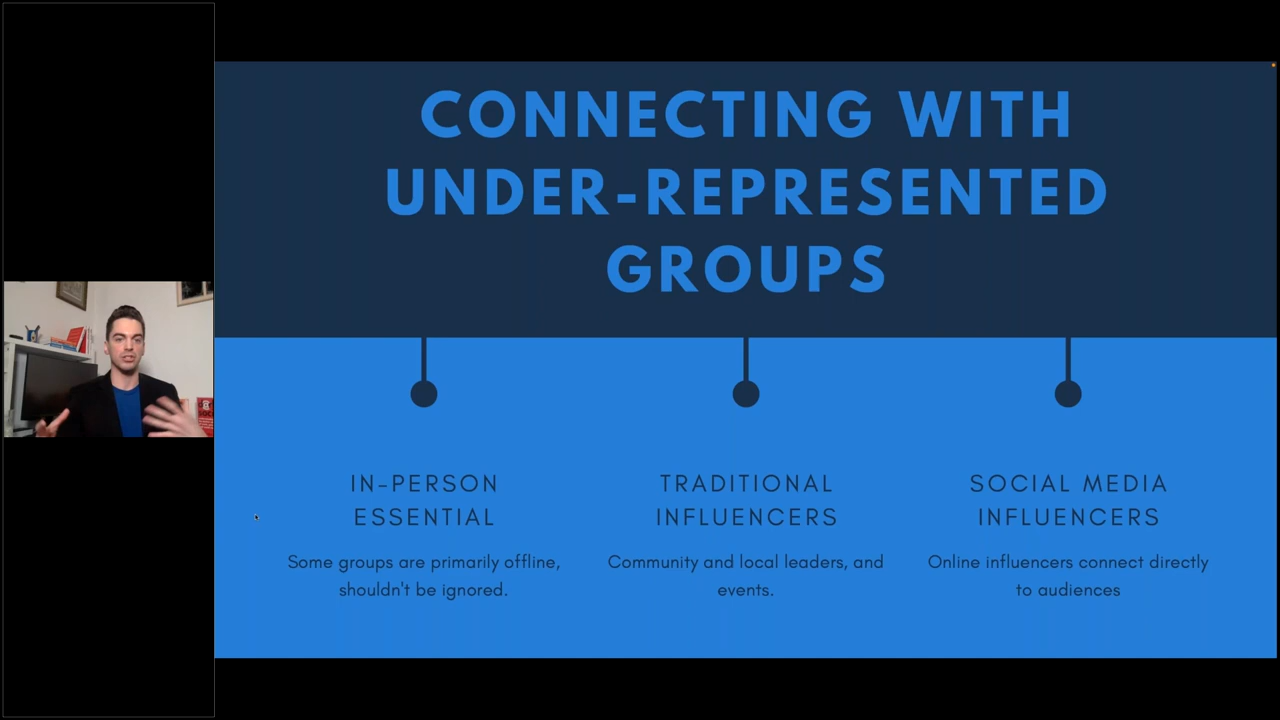 CONNECTING WITH
UNDER-REPRESENTED
GROUPS
IN-PERSON
ESSENTIAL
Some groups are primarily offline,
shouldn't be ignored.
TRADITIONAL
INFLUENCERS
Community and local leaders, and
events.
SOCIAL MEDIA
INFLUENCERS
Online influencers connect directly
to audiences